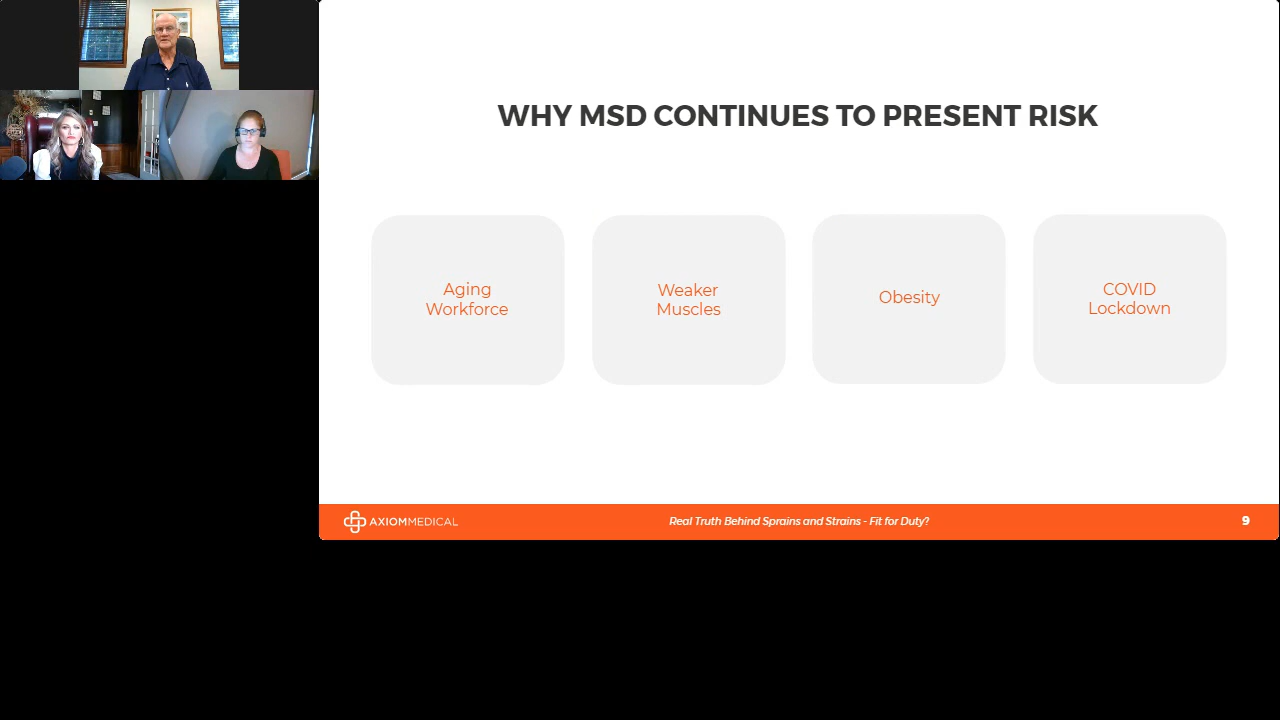 WHY MSD CONTINUES TO PRESENT RISK
Aging
Workforce
Weaker
Muscles
Obesity
COVID
Lockdown
AXIOMMEDICAL
Real Truth Behind Sprains and Strains - Fit for Duty?
9